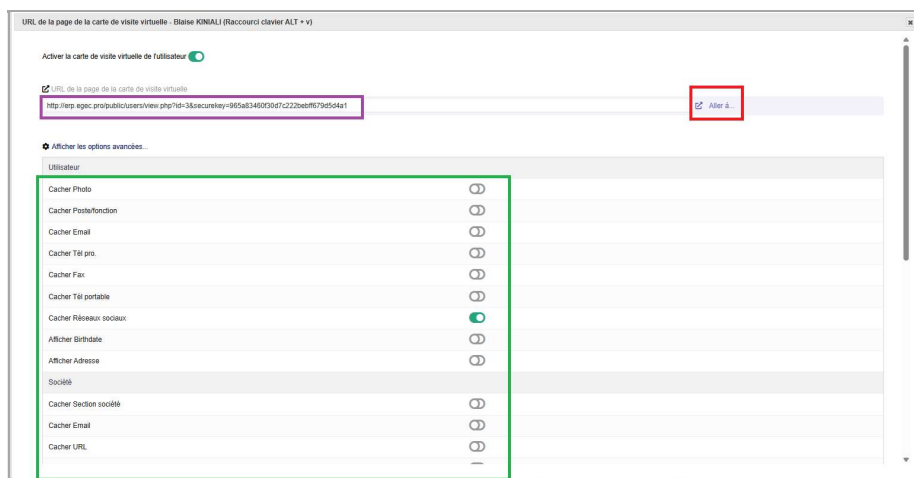 URL de la page de la carte de visite virtuelle - Blaise KINIALI (Raccourci clavier ALT + v)
Activer la carte de visite virtuelle de l'utilisateur
URL de la page de la carte de visite virtuelle
http://erp.egec.pro/public/users/view.php?id=3&securekey=965a83460f30d7c222bebff679d5d4a1
Aller à...
Afficher les options avancées...
Utilisateur
Cacher Photo
Cacher Poste/fonction
Cacher Email
Cacher Tél pro.
Cacher Fax
Cacher Tél portable
Cacher Réseaux sociaux
Afficher Birthdate
Afficher Adresse
Société
Cacher Section société
Cacher Email
Cacher URL